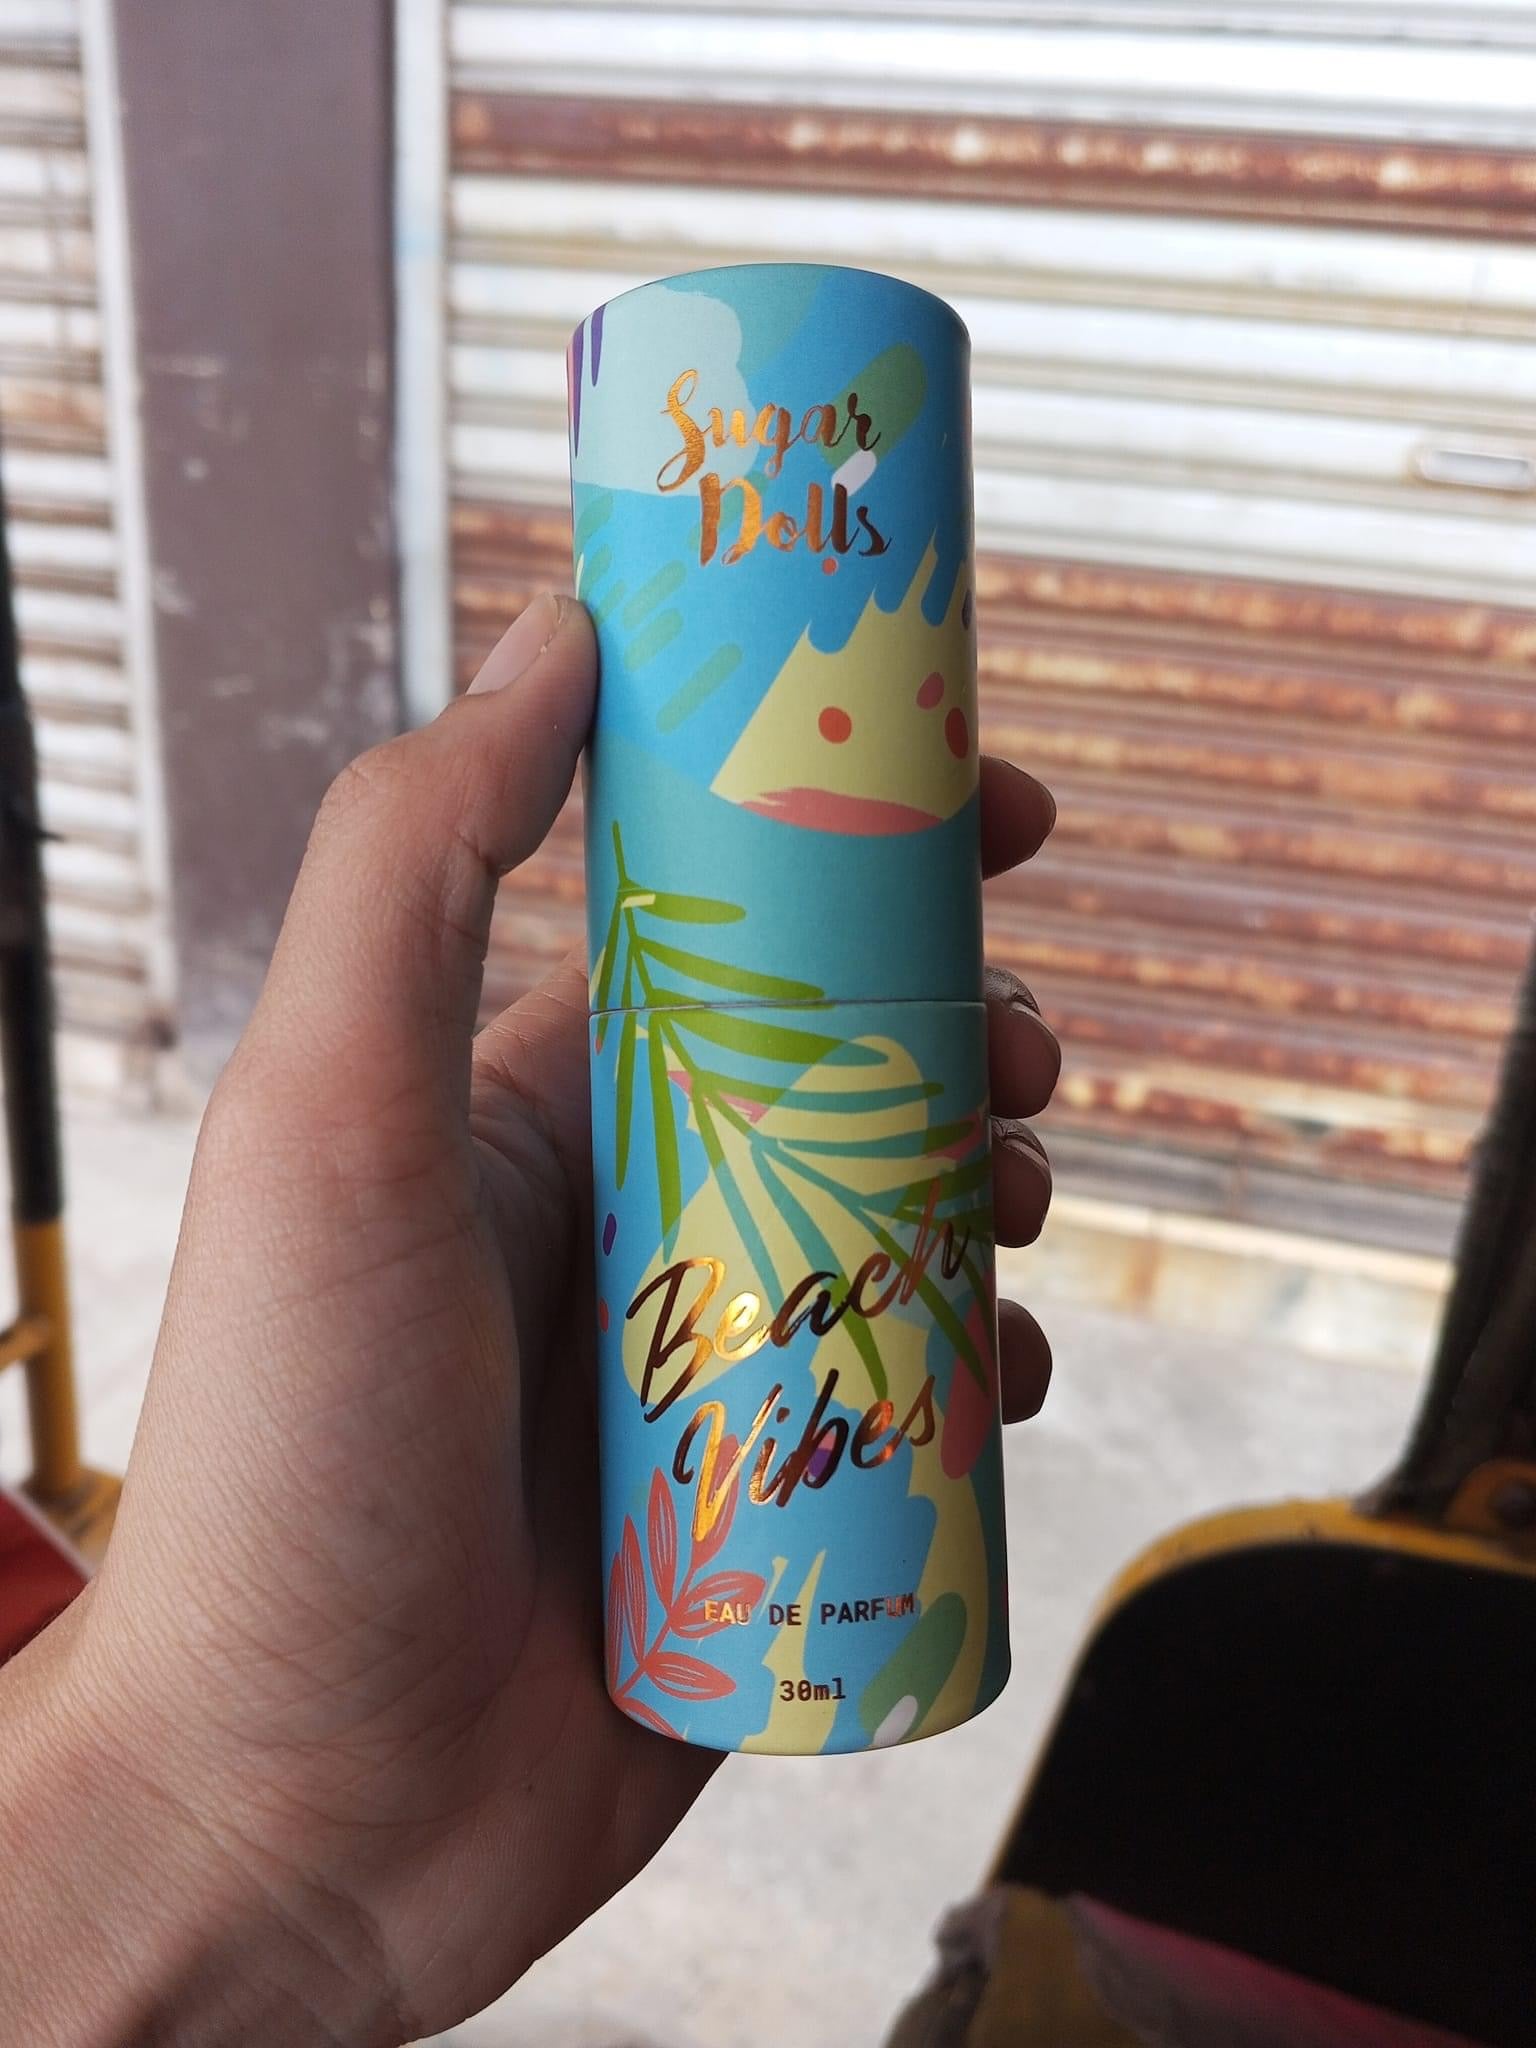 Sugar
Dolls
Beach
Vibes
EAU DE PARFUM
30ml